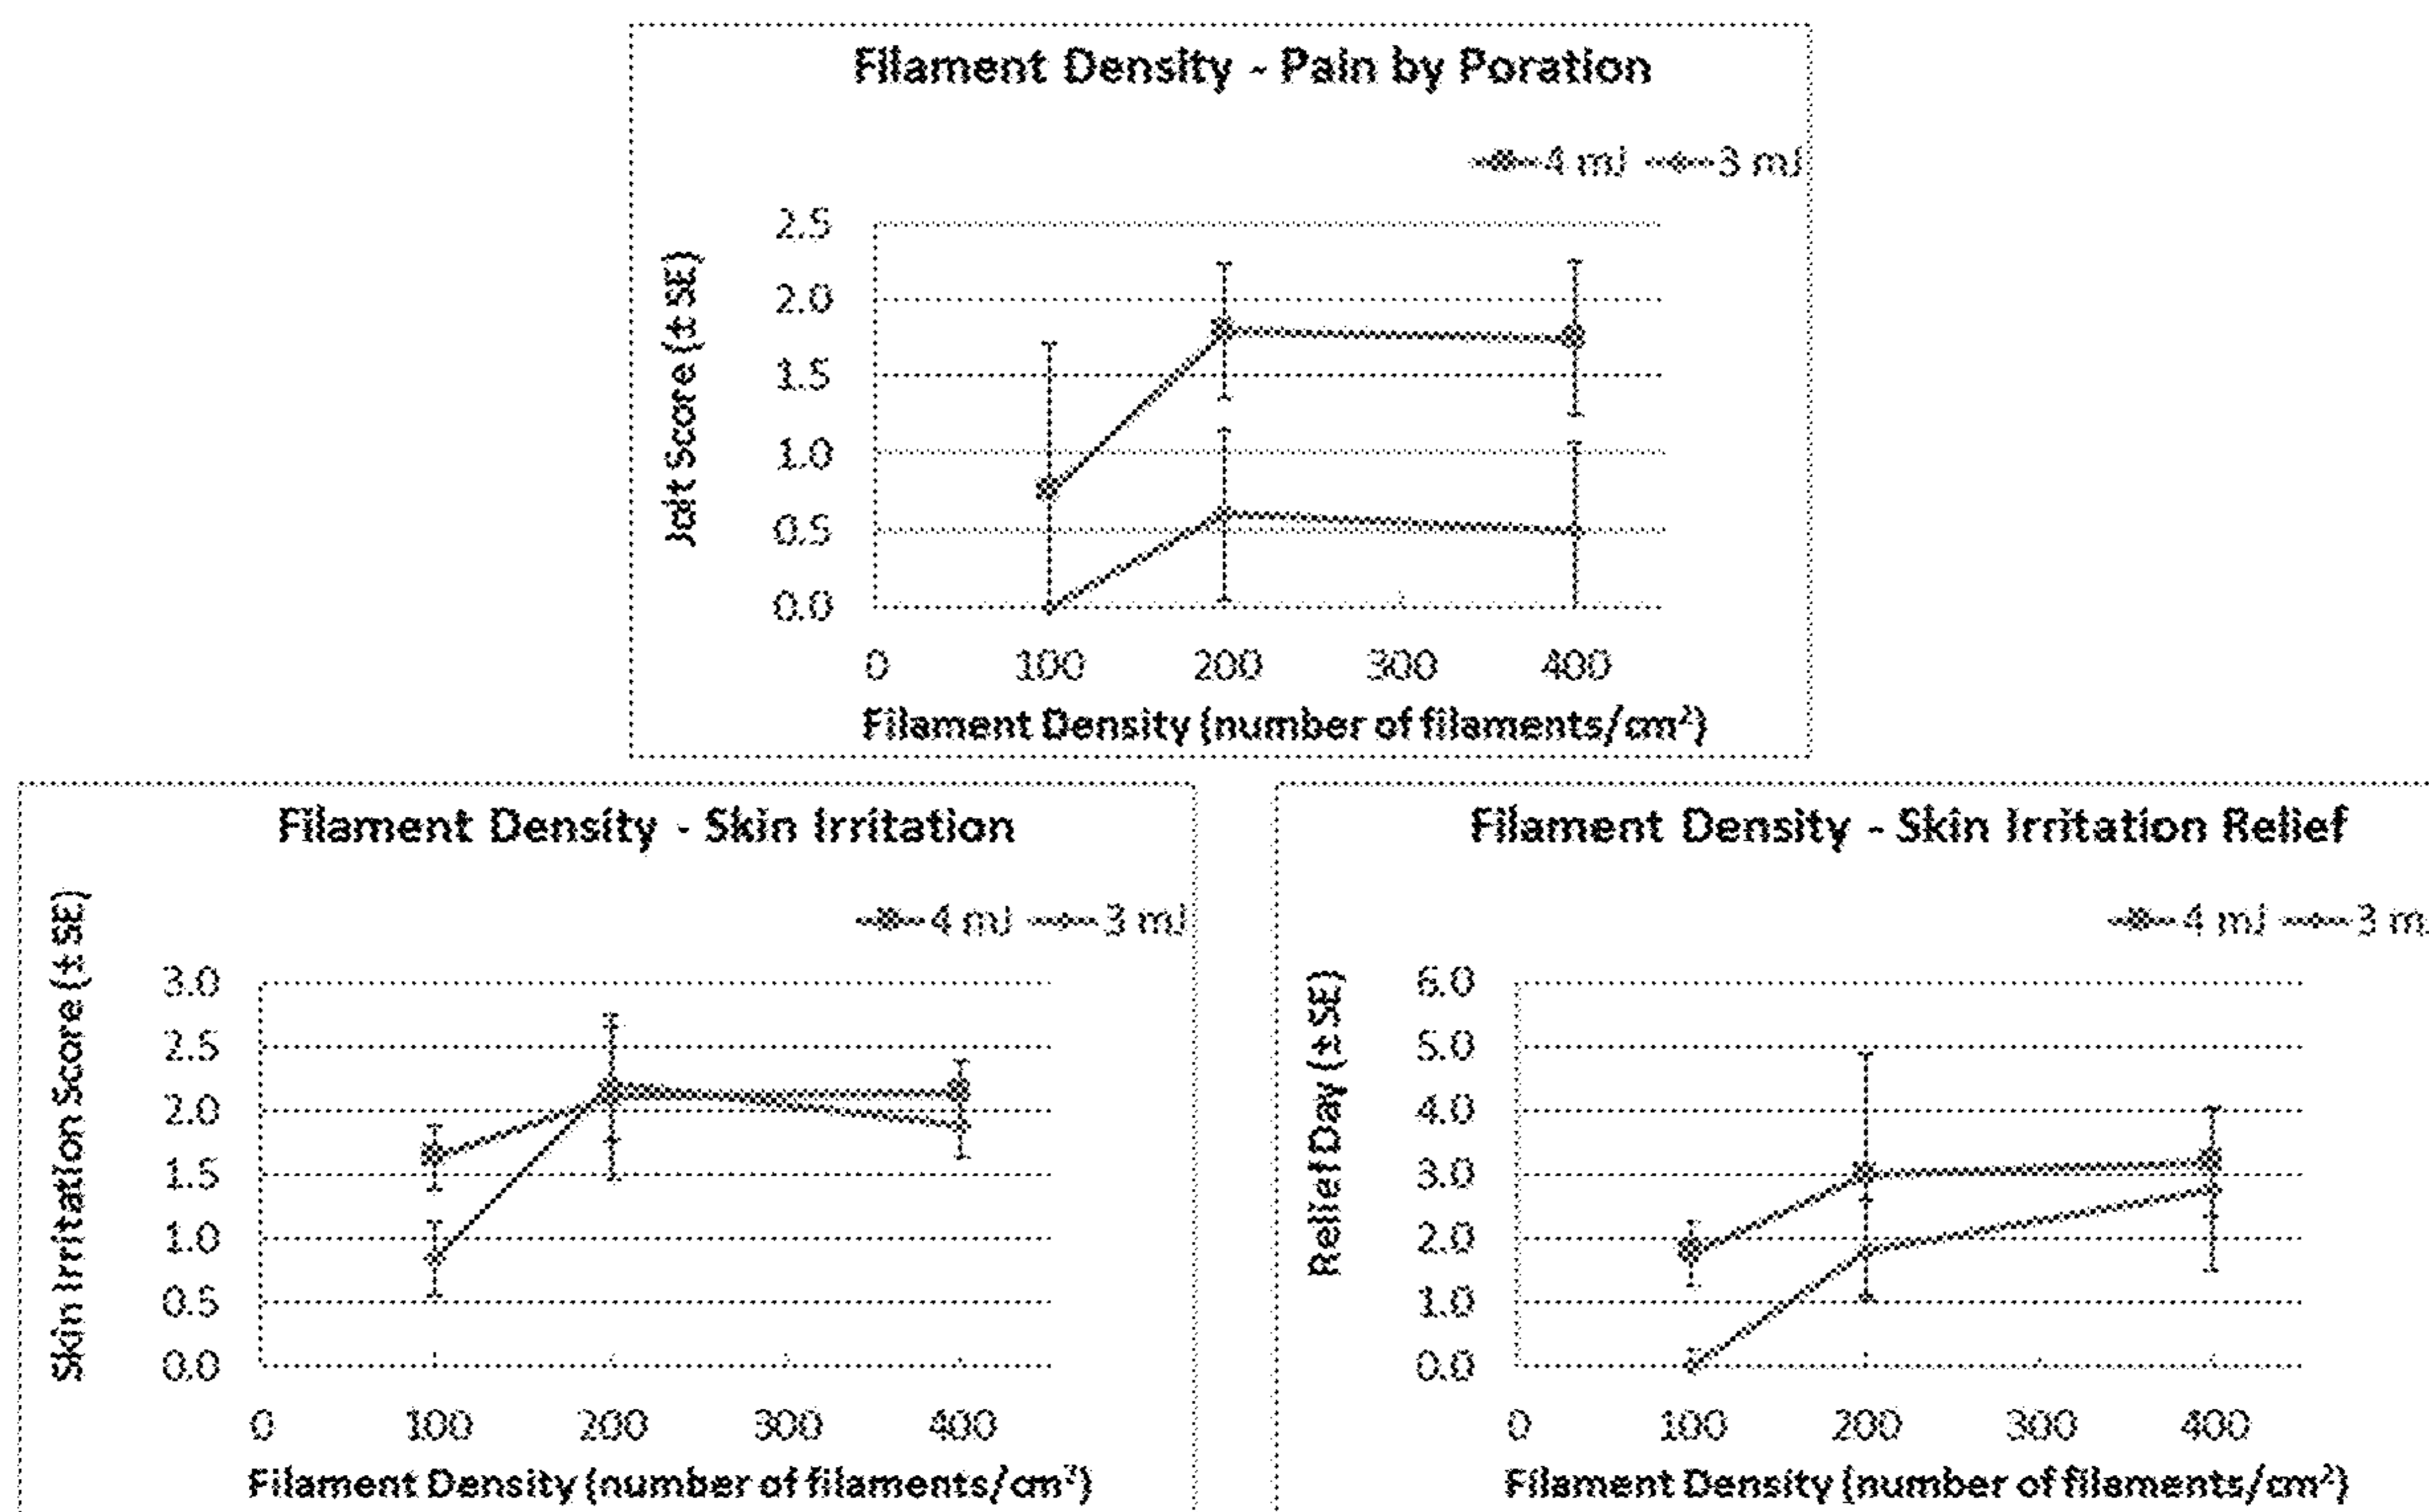 Filament Density - Pain by Poration
4 mJ 3 mJ
Jolt Score (± SE)
2.5
2.0
1.5
1.0
0.5
0.0
0 100 200 300 400
Filament Density (number of filaments/cm²)
Filament Density - Skin Irritation
4 mJ 3 mJ
Skin Irritation Score (± SE)
3.0
2.5
2.0
1.5
1.0
0.5
0.0
0 100 200 300 400
Filament Density (number of filaments/cm²)
Filament Density - Skin Irritation Relief
4 mJ 3 m
Relief Day (± SE)
6.0
5.0
4.0
3.0
2.0
1.0
0.0
0 100 200 300 400
Filament Density (number of filaments/cm²)